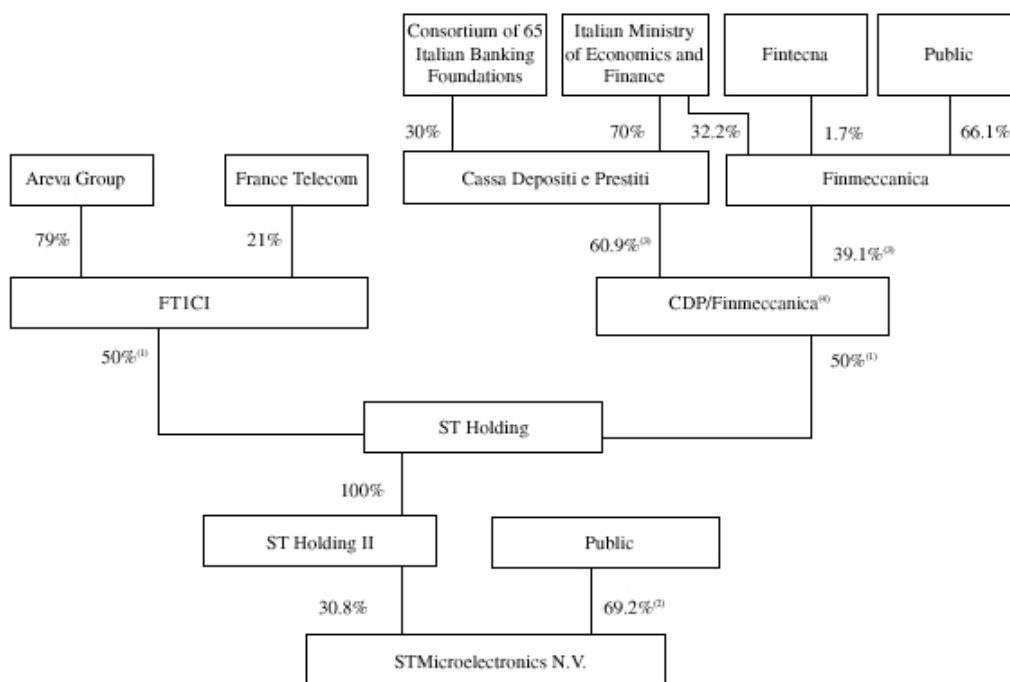 Consortium of 65
Italian Banking
Foundations
Italian Ministry
of Economics and
Finance
Fintecna
Public
30%
70%
32.2%
1.7%
66.1%
Areva Group
France Telecom
Cassa Depositi e Prestiti
Finmeccanica
79%
21%
60.9%(3)
39.1%(3)
FT1CI
CDP/Finmeccanica(4)
50%(1)
50%(1)
ST Holding
100%
ST Holding II
Public
30.8%
69.2%(2)
STMicroelectronics N.V.